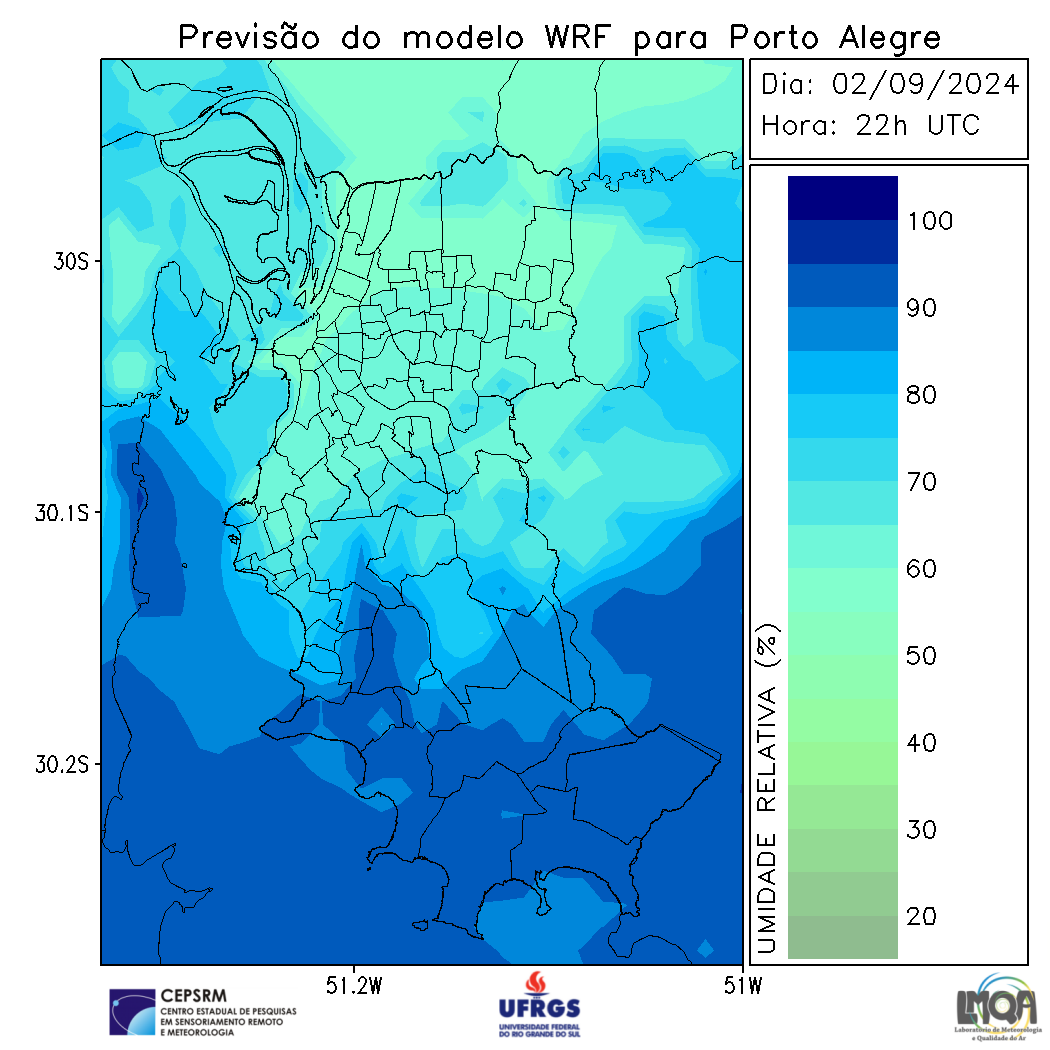 Previsão do modelo WRF para Porto Alegre
Dia: 02/09/2024
Hora: 22h UTC
30S
30.1S
30.2S
51.2W
51W
100
90
80
70
60
50
40
30
20
UMIDADE RELATIVA (%)
CEPSRM
CENTRO ESTADUAL DE PESQUISAS
EM SENSORIAMENTO REMOTO
E METEOROLOGIA
UFRGS
UNIVERSIDADE FEDERAL
DO RIO GRANDE DO SUL
LMQA
Laboratório de Meteorologia
e Qualidade do Ar